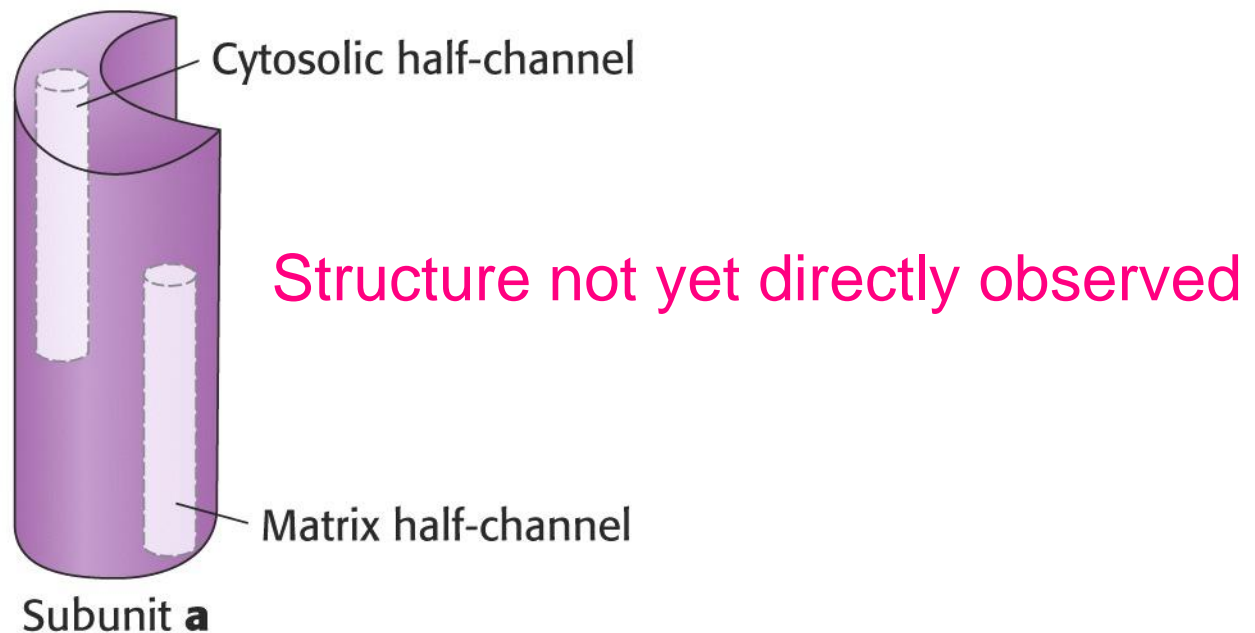 Cytosolic half-channel
Structure not yet directly observed
Matrix half-channel
Subunit a